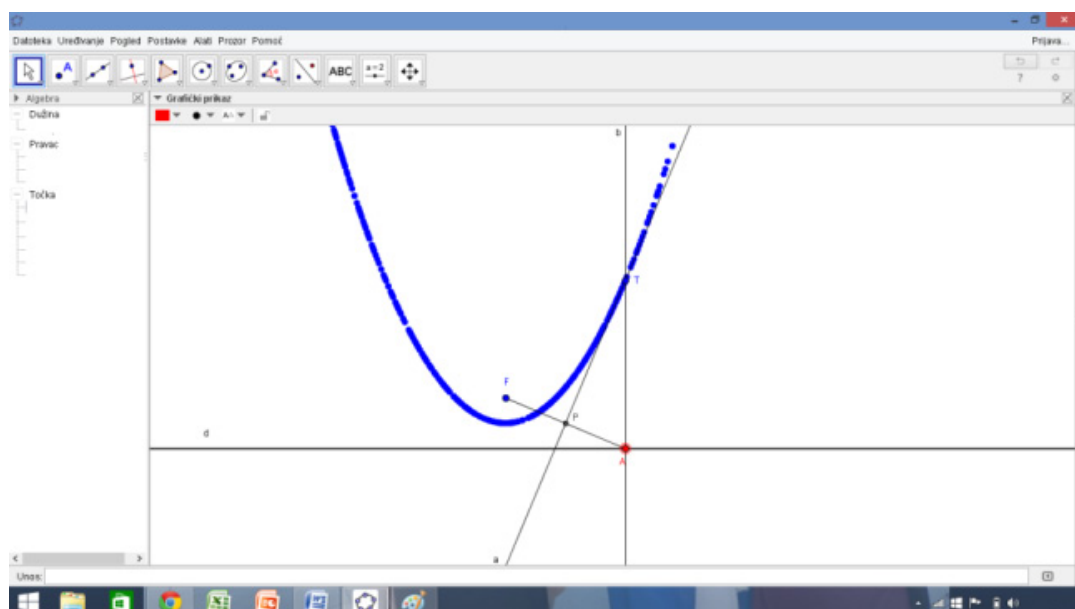 Datoteka Uređivanje Pogled Postavke Alati Prozor Pomoć Prijava...
ABC a=2
?
Algebra Grafički prikaz
Dužina
Pravac
Točka
b
T
F
P
d
A
a
Unos: